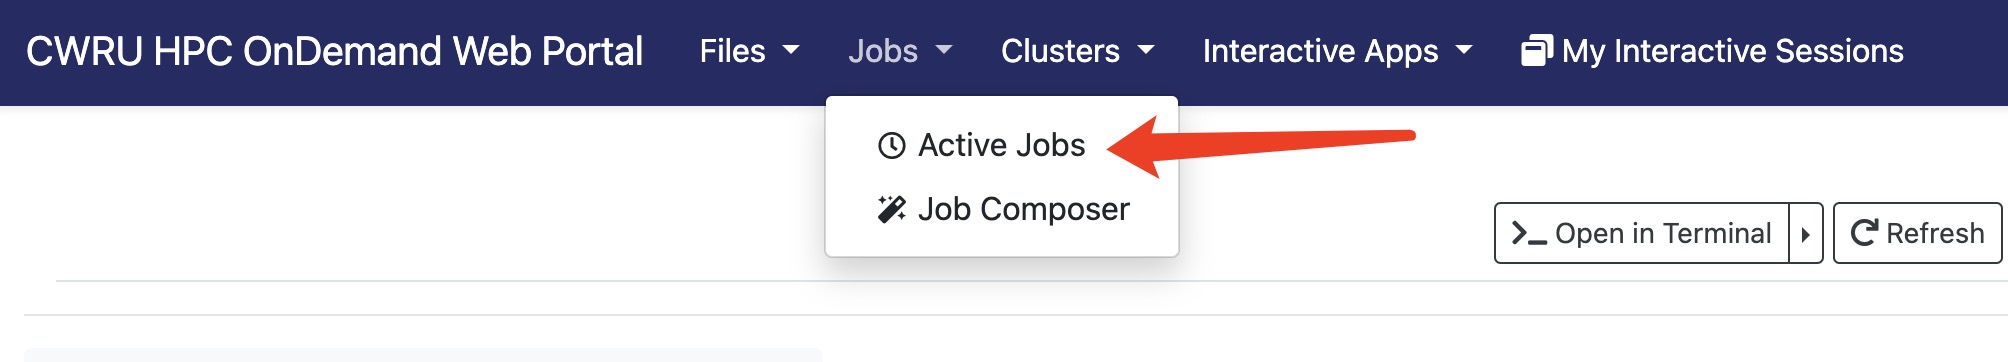 CWRU HPC OnDemand Web Portal Files Jobs Clusters Interactive Apps My Interactive Sessions
Active Jobs
Job Composer
Open in Terminal Refresh